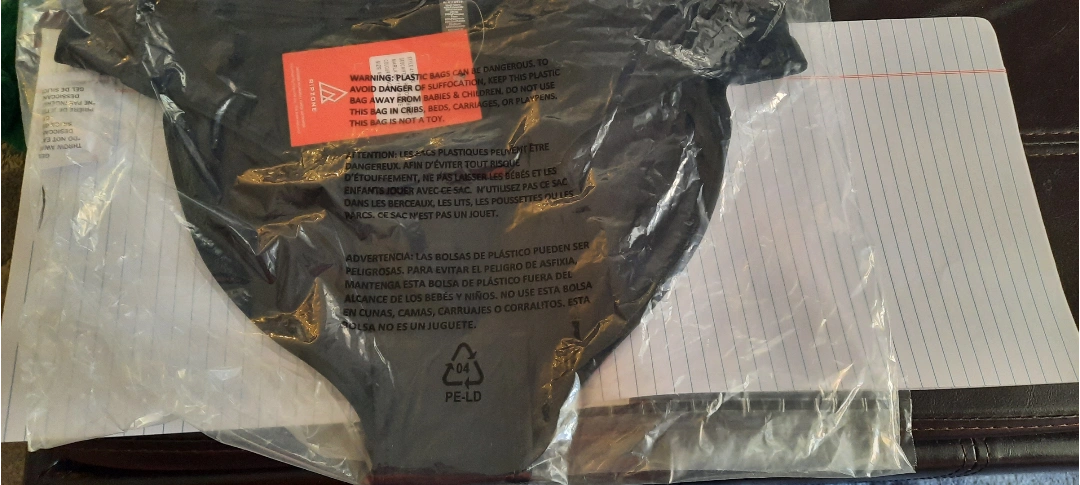 WARNING: PLASTIC BAGS CAN BE DANGEROUS. TO
AVOID DANGER OF SUFFOCATION, KEEP THIS PLASTIC
BAG AWAY FROM BABIES & CHILDREN. DO NOT USE
THIS BAG IN CRIBS, BEDS, CARRIAGES, OR PLAYPENS.
THIS BAG IS NOT A TOY.
ATTENTION: LES SACS PLASTIQUES PEUVENT ÊTRE
DANGEREUX. AFIN D'ÉVITER TOUT RISQUE
D'ÉTOUFFEMENT, NE PAS LAISSER LES BÉBÉS ET LES
ENFANTS JOUER AVEC CE SAC. N'UTILISEZ PAS CE SAC
DANS LES BERCEAUX, LES LITS, LES POUSSETTES OU LES
PARCS. CE SAC N'EST PAS UN JOUET.
ADVERTENCIA: LAS BOLSAS DE PLÁSTICO PUEDEN SER
PELIGROSAS. PARA EVITAR EL PELIGRO DE ASFIXIA,
MANTENGA ESTA BOLSA DE PLÁSTICO FUERA DEL
ALCANCE DE LOS BEBÉS Y NIÑOS. NO USE ESTA BOLSA
EN CUNAS, CAMAS, CARRUAJES O CORRALITOS. ESTA
BOLSA NO ES UN JUGUETE.
04
PE-LD
THROW AWAY
"DO NOT EAT"